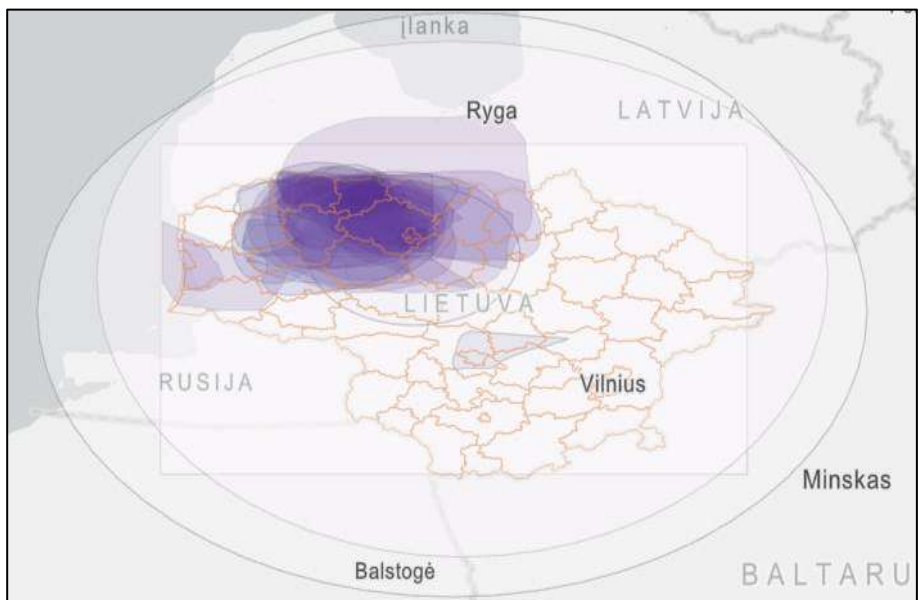 įlanka
Ryga
LATVIJA
LIETUVA
RUSIJA
Vilnius
Minskas
Balstogė
BALTARU